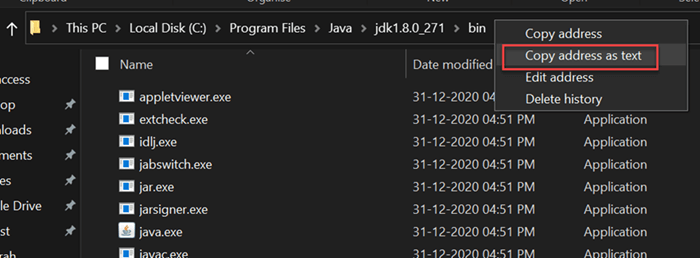 Organise
New
Open
This PC > Local Disk (C:) > Program Files > Java > jdk1.8.0_271 > bin
Copy address
Copy address as text
Edit address
Delete history
Name
Date modified
access
appletviewer.exe 31-12-2020 04:51 PM
op
extcheck.exe 31-12-2020 04:51 PM Application
nloads
idlj.exe 31-12-2020 04:51 PM Application
ments
jabswitch.exe 31-12-2020 04:51 PM Application
es
jar.exe 31-12-2020 04:51 PM Application
le Drive
jarsigner.exe 31-12-2020 04:51 PM Application
st
java.exe 31-12-2020 04:51 PM Application
rah
javac.exe 31-12-2020 04:51 PM Application